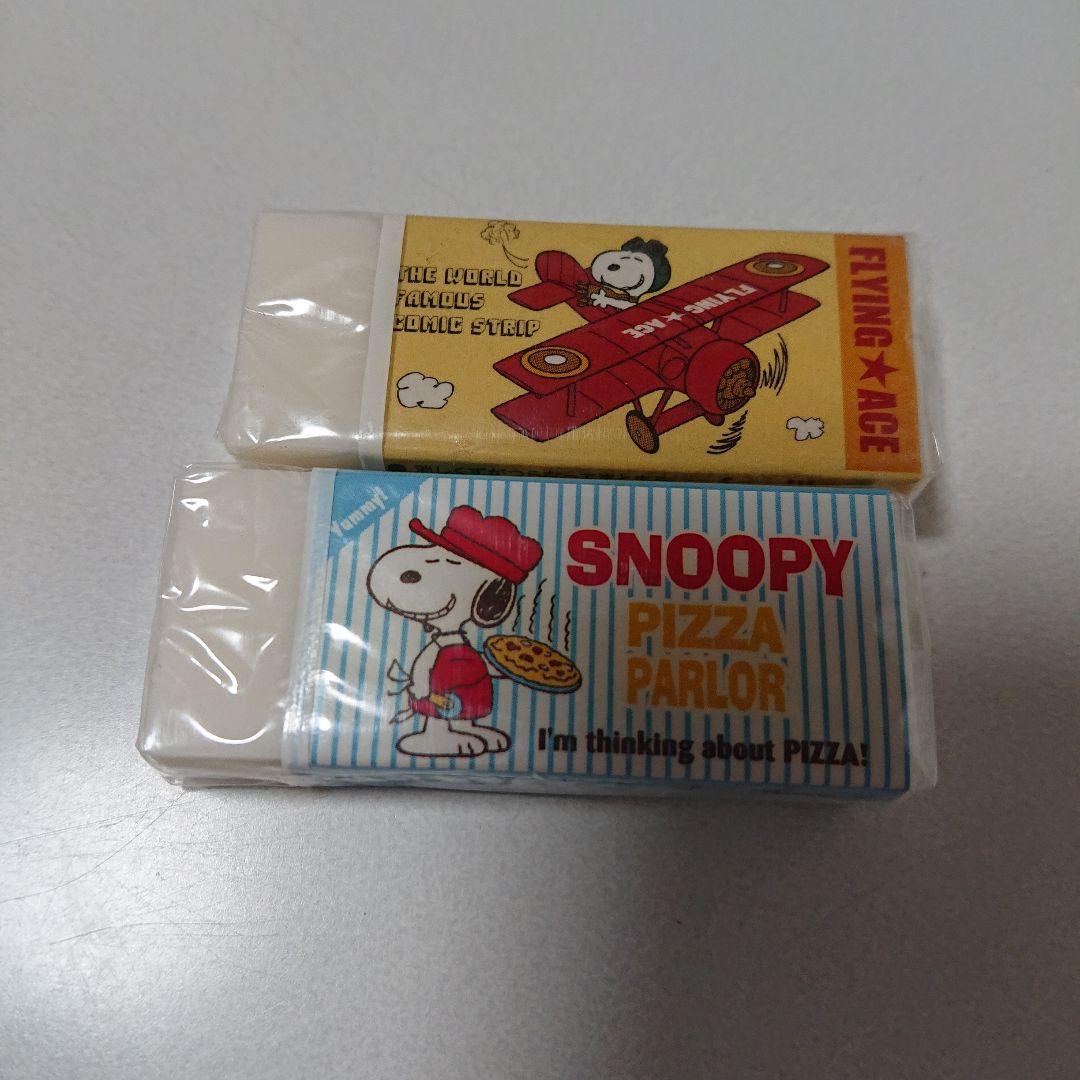 THE WORLD
FAMOUS
COMIC STRIP
FLYING★ACE
FLYING★ACE
Yummy!
SNOOPY
PIZZA
PARLOR
I'm thinking about PIZZA!